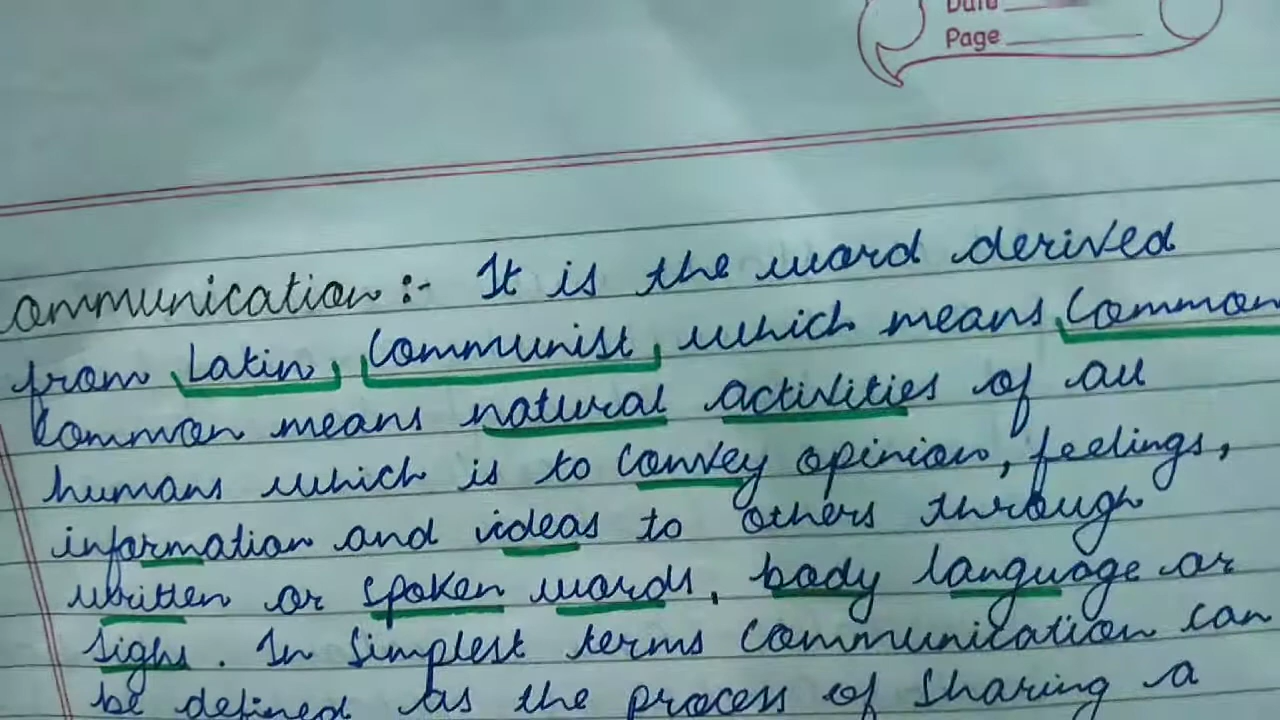 Date
Page
ommunication :- It is the word derived
from Latin, Communist, which means Common
Common means natural activities of all
humans which is to convey opinion, feelings,
information and ideas to others through
written or spoken words, body language or
sighs. In Simplest terms communication can
be defined as the process of sharing a